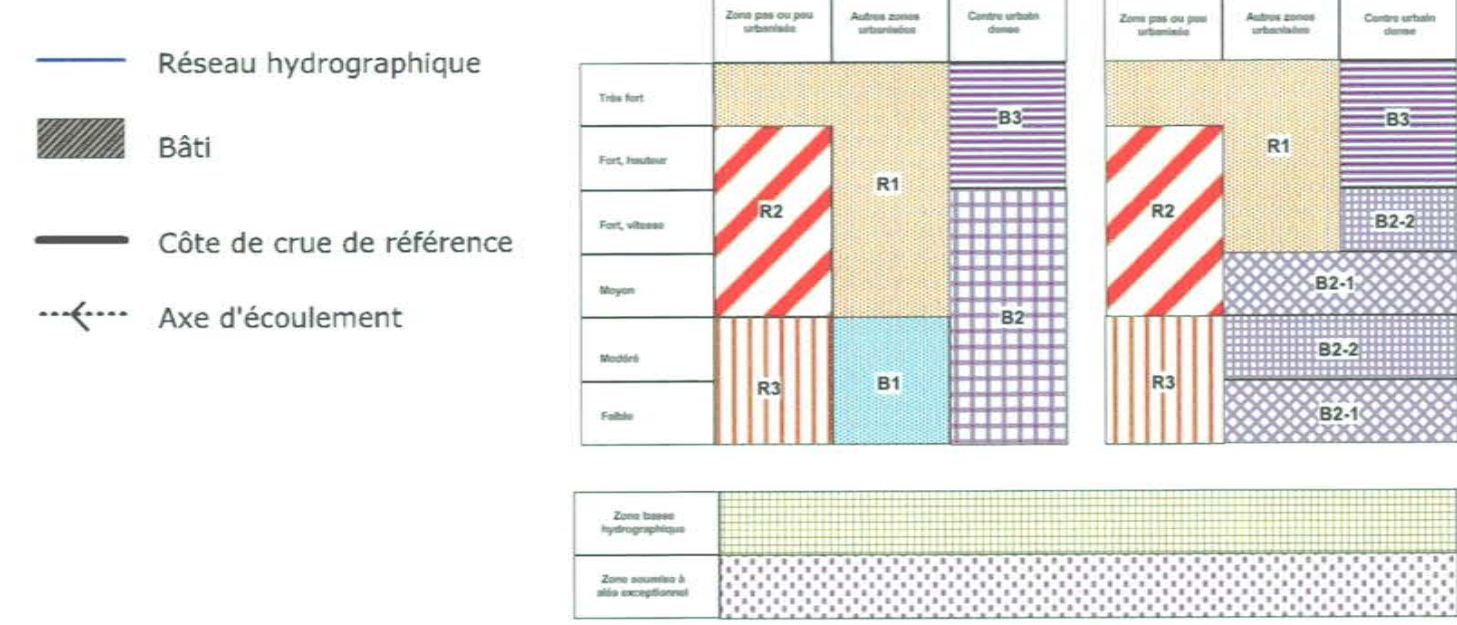 Réseau hydrographique
Bâti
Côte de crue de référence
Axe d'écoulement
Zone pas ou peu
urbanisée
Autres zones
urbanisées
Centre urbain
dense
Très fort
Fort, hauteur
Fort, vitesse
Moyen
Modéré
Faible
R2
R3
R1
B1
B3
B2
Zone pas ou peu
urbanisée
Autres zones
urbanisées
Centre urbain
dense
R2
R3
R1
B3
B2-2
B2-1
B2-2
B2-1
Zone basse
hydrographique
Zone soumise à
aléa exceptionnel